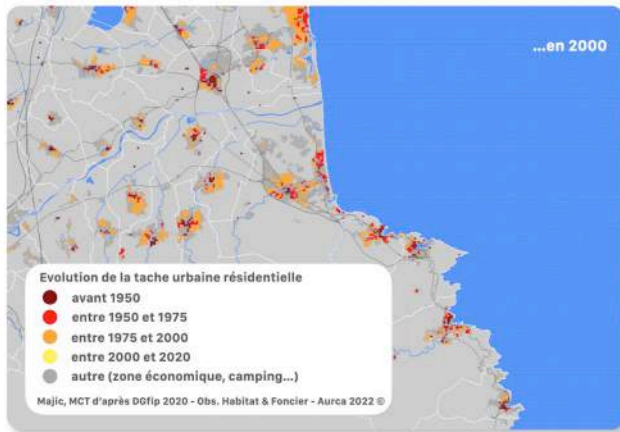 ...en 2000
Evolution de la tache urbaine résidentielle
avant 1950
entre 1950 et 1975
entre 1975 et 2000
entre 2000 et 2020
autre (zone économique, camping...)
Majic, MCT d'après DGfip 2020 - Obs. Habitat & Foncier - Aurca 2022 ©